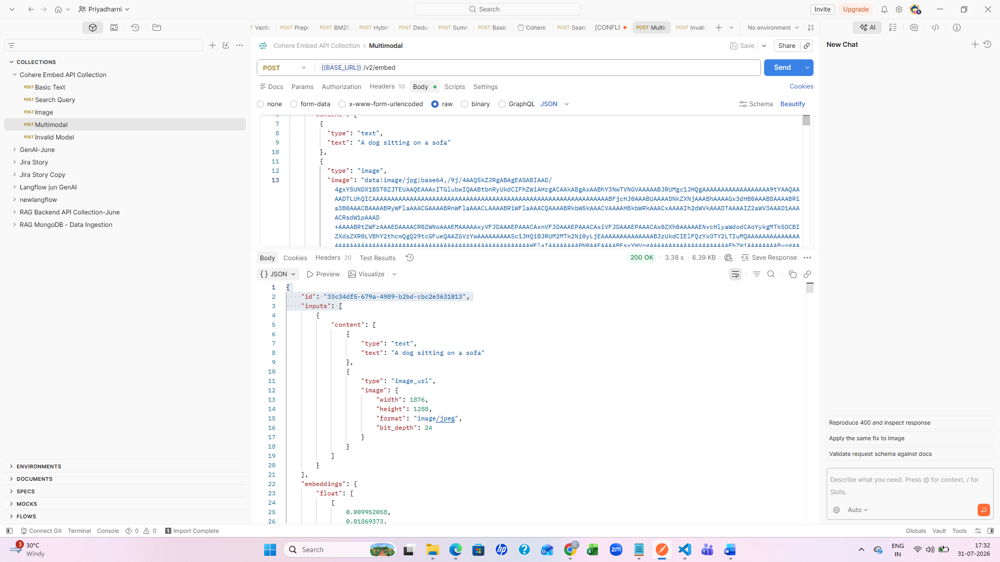 Priyadharni
Search
Invite
Upgrade
COLLECTIONS
Cohere Embed API Collection
POST Basic Text
POST Search Query
POST Image
POST Multimodal
POST Invalid Model
GenAI-June
Jira Story
Jira Story Copy
Langflow jun GenAI
newlangflow
RAG Backend API Collection-June
RAG MongoDB - Data Ingestion
ENVIRONMENTS
DOCUMENTS
SPECS
MOCKS
FLOWS
Vecto POST Prepr POST BM25 POST Hybri POST Dedu POST Summ POST Basic Cohere POST Searc [CONFLI POST Multi POST Invalid No environment
HTTP Cohere Embed API Collection › Multimodal Save Share
POST {{BASE_URL}} /v2/embed Send
Docs Params Authorization Headers 10 Body Scripts Settings Cookies
none form-data x-www-form-urlencoded raw binary GraphQL JSON Schema Beautify
7 {
8 "type": "text",
9 "text": "A dog sitting on a sofa"
10 },
11 {
12 "type": "image",
13 "image": "data:image/jpg;base64,/9j/4AAQSkZJRgABAgEASABIAAD/
Body Cookies Headers 20 Test Results 200 OK • 3.38 s • 6.39 KB e.g. Save Response
{} JSON Preview Visualize
1 {
2 "id": "33c34df5-679a-4989-b2bd-cbc2e3631013",
3 "inputs": [
4 {
5 "content": [
6 {
7 "type": "text",
8 "text": "A dog sitting on a sofa"
9 },
10 {
11 "type": "image_url",
12 "image": {
13 "width": 1876,
14 "height": 1288,
15 "format": "image/jpeg",
16 "bit_depth": 24
17 }
18 }
19 ]
20 }
21 ],
22 "embeddings": {
23 "float": [
24 [
25 0.009952058,
26 0.01869373,
AI
New Chat
Reproduce 400 and inspect response
Apply the same fix to Image
Validate request schema against docs
Describe what you need. Press @ for context, / for
Skills.
Auto
Connect Git Terminal Console 0 0 1 Import Complete Globals Vault Tools
3 30°C
Windy
Search
hp
zm
ENG
IN
17:32
31-07-2026